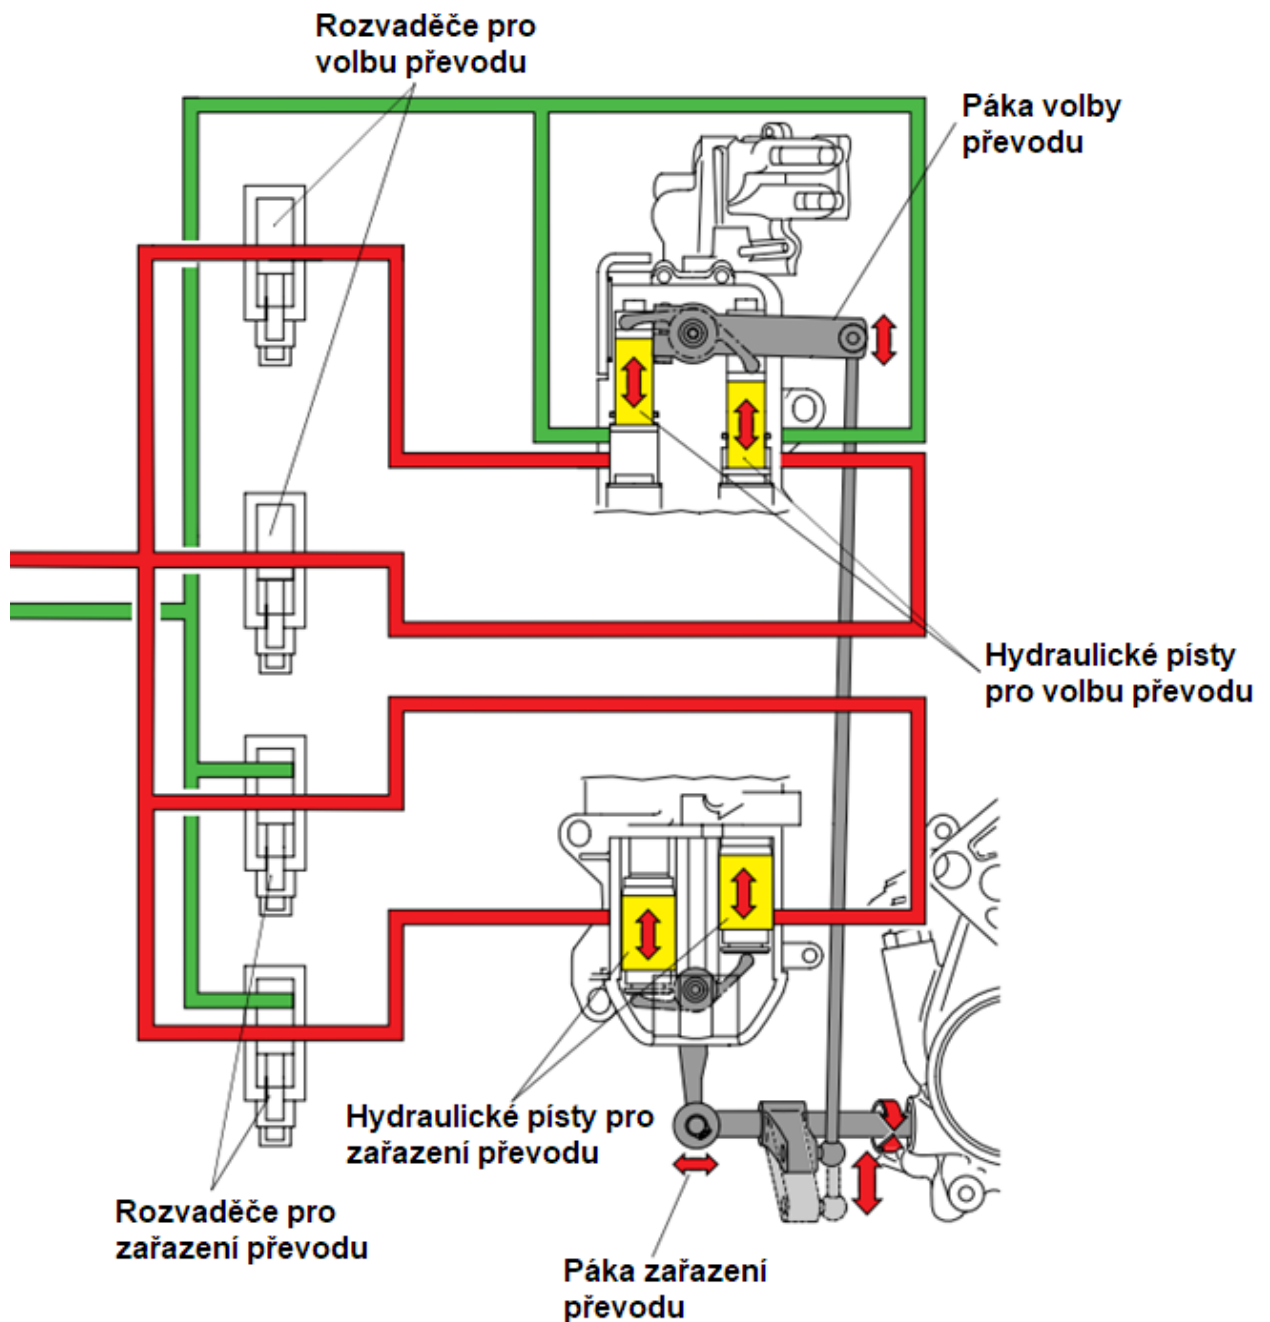 Rozvaděče pro
volbu převodu
Páka volby
převodu
Hydraulické písty
pro volbu převodu
Hydraulické písty pro
zařazení převodu
Rozvaděče pro
zařazení převodu
Páka zařazení
převodu